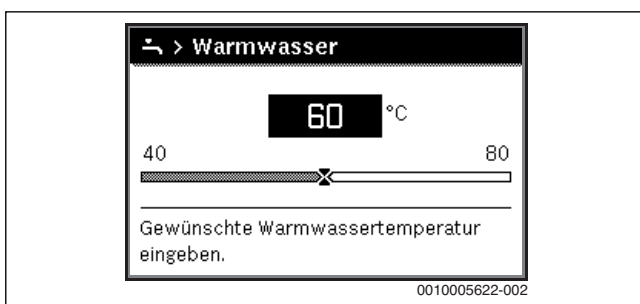 > Warmwasser
60 °C
40 80
Gewünschte Warmwassertemperatur
eingeben.
0010005622-002